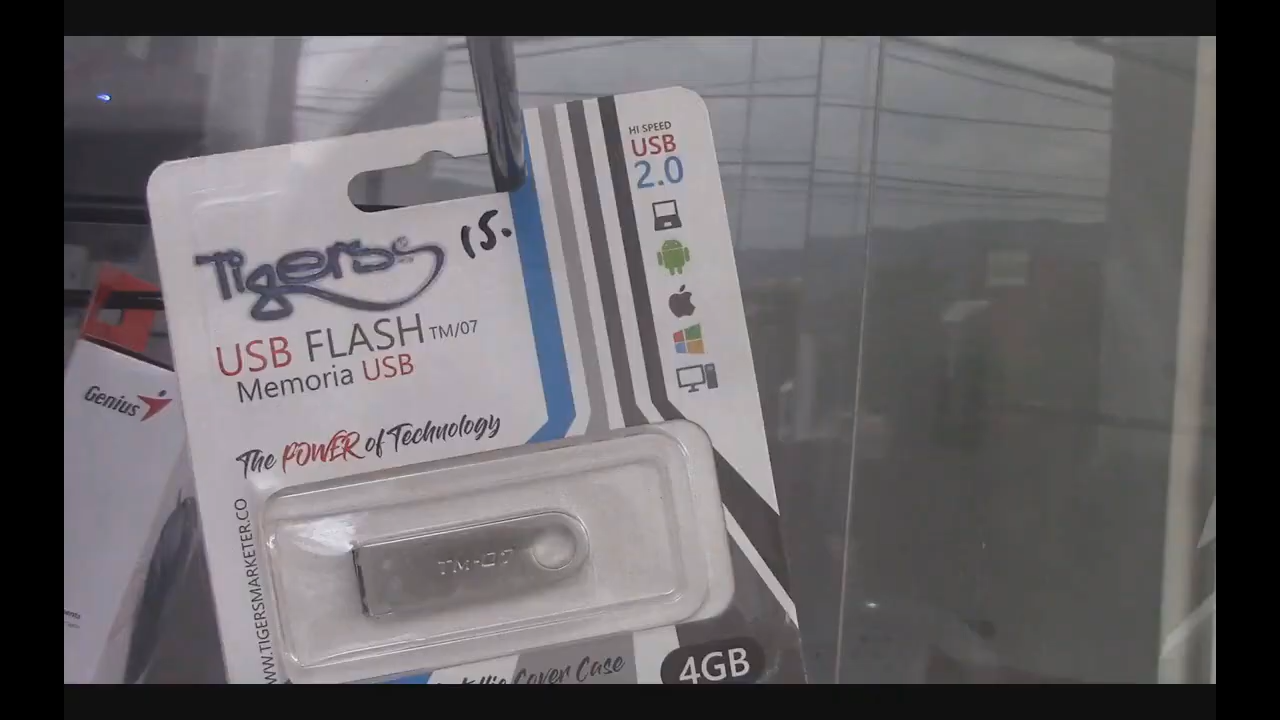 HI SPEED
USB
2.0
Tigers
15.
USB FLASH TM/07
Memoria USB
The POWER of Technology
Genius
WWW.TIGERSMARKETER.CO
TM-07
Cover Case
4GB